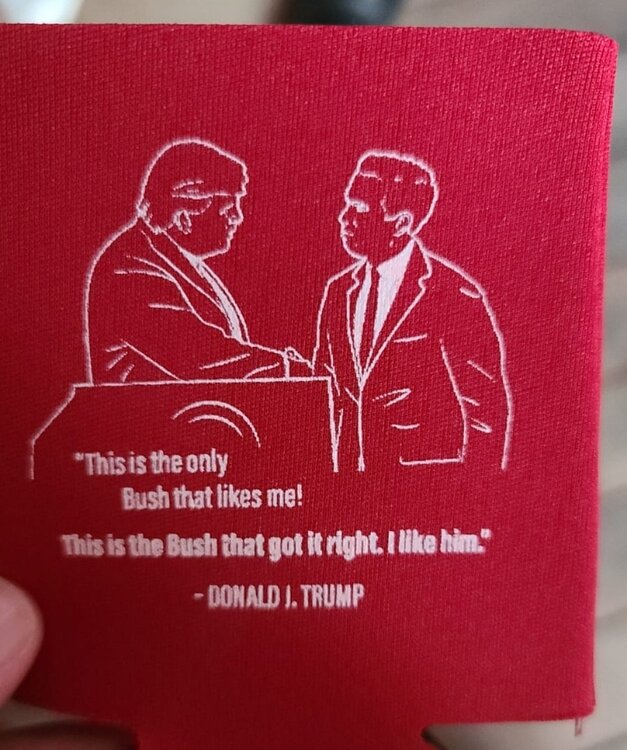 "This is the only
Bush that likes me!
This is the Bush that got it right. I like him."
- DONALD J. TRUMP